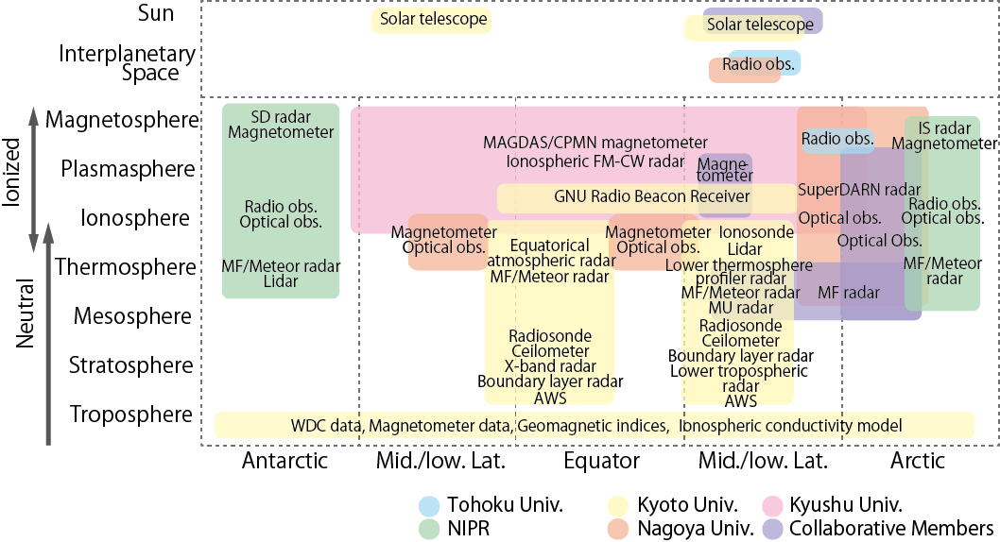 Sun
Solar telescope
Solar telescope
Interplanetary
Space
Radio obs.
Ionized
Neutral
Magnetosphere
Plasmasphere
Ionosphere
Thermosphere
Mesosphere
Stratosphere
Troposphere
SD radar
Magnetometer
Radio obs.
Optical obs.
MF/Meteor radar
Lidar
MAGDAS/CPMN magnetometer
Ionospheric FM-CW radar
Magne-
tometer
GNU Radio Beacon Receiver
Magnetometer
Optical obs.
Equatorical
atmospheric radar
MF/Meteor radar
Radiosonde
Ceilometer
X-band radar
Boundary layer radar
AWS
Magnetometer
Optical obs.
Ionosonde
Lidar
Lower thermosphere
profiler radar
MF/Meteor radar
MU radar
Radiosonde
Ceilometer
Boundary layer radar
Lower tropospheric
radar
AWS
Radio obs.
SuperDARN radar
Optical obs.
Optical Obs.
MF radar
IS radar
Magnetometer
Radio obs.
Optical obs.
MF/Meteor
radar
WDC data, Magnetometer data, Geomagnetic indices, Ionospheric conductivity model
Antarctic
Mid./low. Lat.
Equator
Mid./low. Lat.
Arctic
Tohoku Univ.
Kyoto Univ.
Kyushu Univ.
NIPR
Nagoya Univ.
Collaborative Members